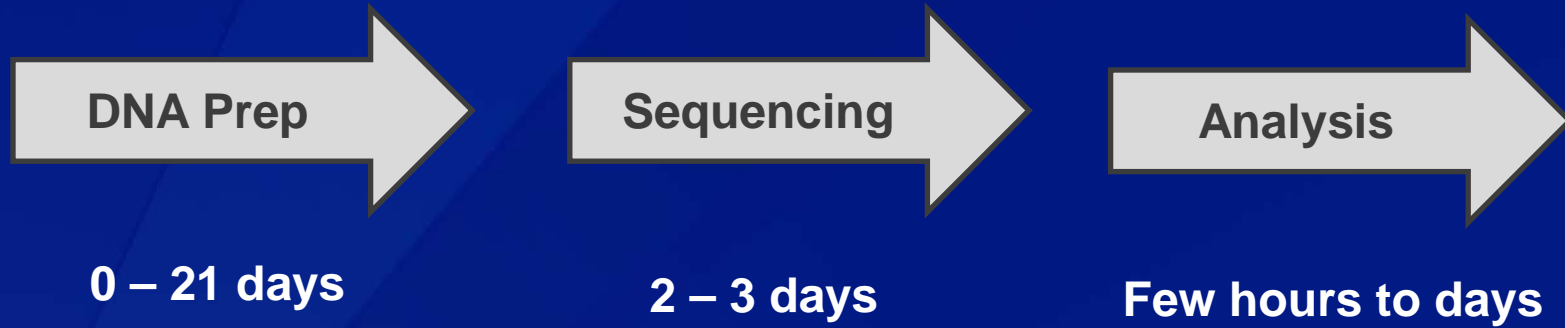 DNA Prep
Sequencing
Analysis
0 – 21 days
2 – 3 days
Few hours to days